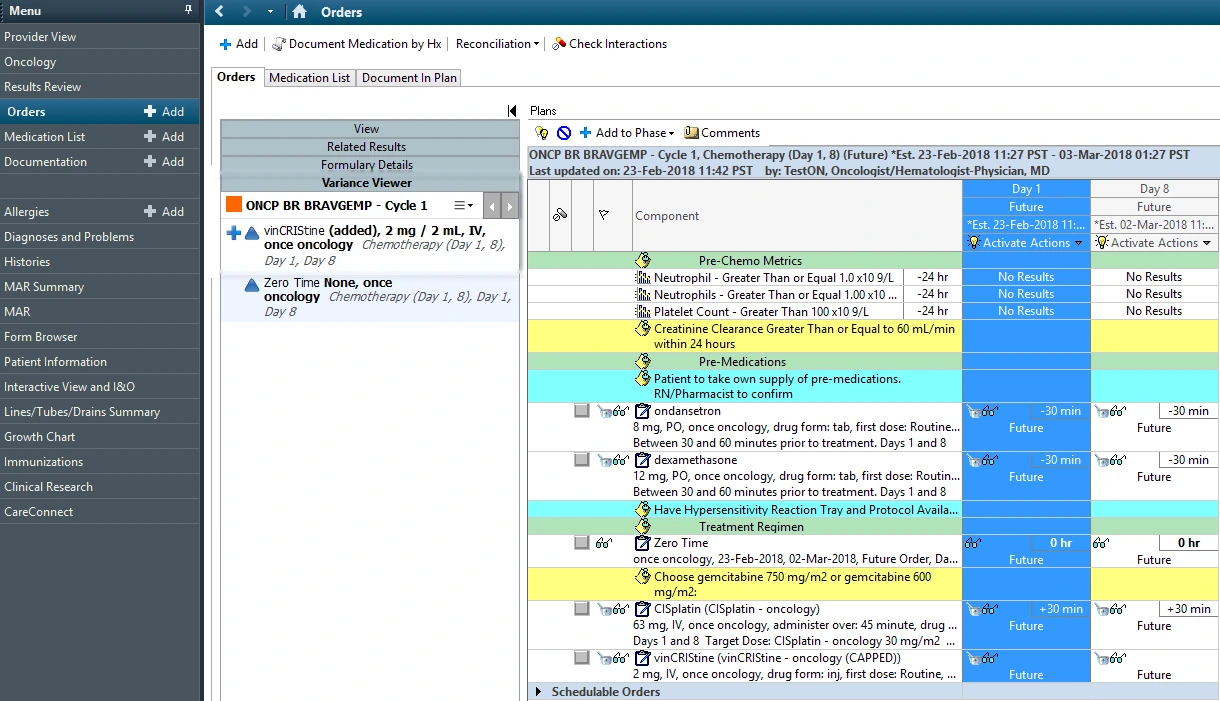 Menu
Provider View
Oncology
Results Review
Orders Add
Medication List Add
Documentation Add
Allergies Add
Diagnoses and Problems
Histories
MAR Summary
MAR
Form Browser
Patient Information
Interactive View and I&O
Lines/Tubes/Drains Summary
Growth Chart
Immunizations
Clinical Research
CareConnect
Orders
Add Document Medication by Hx Reconciliation Check Interactions
Orders Medication List Document In Plan
View
Related Results
Formulary Details
Variance Viewer
ONCP BR BRAVGEMP - Cycle 1
vinCRIStine (added), 2 mg / 2 mL, IV,
once oncology Chemotherapy (Day 1, 8),
Day 1, Day 8
Zero Time None, once
oncology Chemotherapy (Day 1, 8), Day 1,
Day 8
Plans
Add to Phase Comments
ONCP BR BRAVGEMP - Cycle 1, Chemotherapy (Day 1, 8) (Future) *Est. 23-Feb-2018 11:27 PST - 03-Mar-2018 01:27 PST
Last updated on: 23-Feb-2018 11:42 PST by: TestON, Oncologist/Hematologist-Physician, MD
Component
Day 1 Day 8
Future Future
*Est. 23-Feb-2018 11:... *Est. 02-Mar-2018 11:...
Activate Actions Activate Actions
Pre-Chemo Metrics
Neutrophil - Greater Than or Equal 1.0 x10 9/L -24 hr No Results No Results
Neutrophils - Greater Than or Equal 1.00 x10 ... -24 hr No Results No Results
Platelet Count - Greater Than 100 x10 9/L -24 hr No Results No Results
Creatinine Clearance Greater Than or Equal to 60 mL/min
within 24 hours
Pre-Medications
Patient to take own supply of pre-medications.
RN/Pharmacist to confirm
ondansetron -30 min -30 min
8 mg, PO, once oncology, drug form: tab, first dose: Routine... Future Future
Between 30 and 60 minutes prior to treatment. Days 1 and 8
dexamethasone -30 min -30 min
12 mg, PO, once oncology, drug form: tab, first dose: Routin... Future Future
Between 30 and 60 minutes prior to treatment. Days 1 and 8
Have Hypersensitivity Reaction Tray and Protocol Availa...
Treatment Regimen
Zero Time 0 hr 0 hr
once oncology, 23-Feb-2018, 02-Mar-2018, Future Order, Da... Future Future
Choose gemcitabine 750 mg/m2 or gemcitabine 600
mg/m2:
CISplatin (CISplatin - oncology) +30 min +30 min
63 mg, IV, once oncology, administer over: 45 minute, drug ... Future Future
Days 1 and 8 Target Dose: CISplatin - oncology 30 mg/m2 ...
vinCRIStine (vinCRIStine - oncology (CAPPED))
2 mg, IV, once oncology, drug form: inj, first dose: Routine, ... Future Future
Schedulable Orders